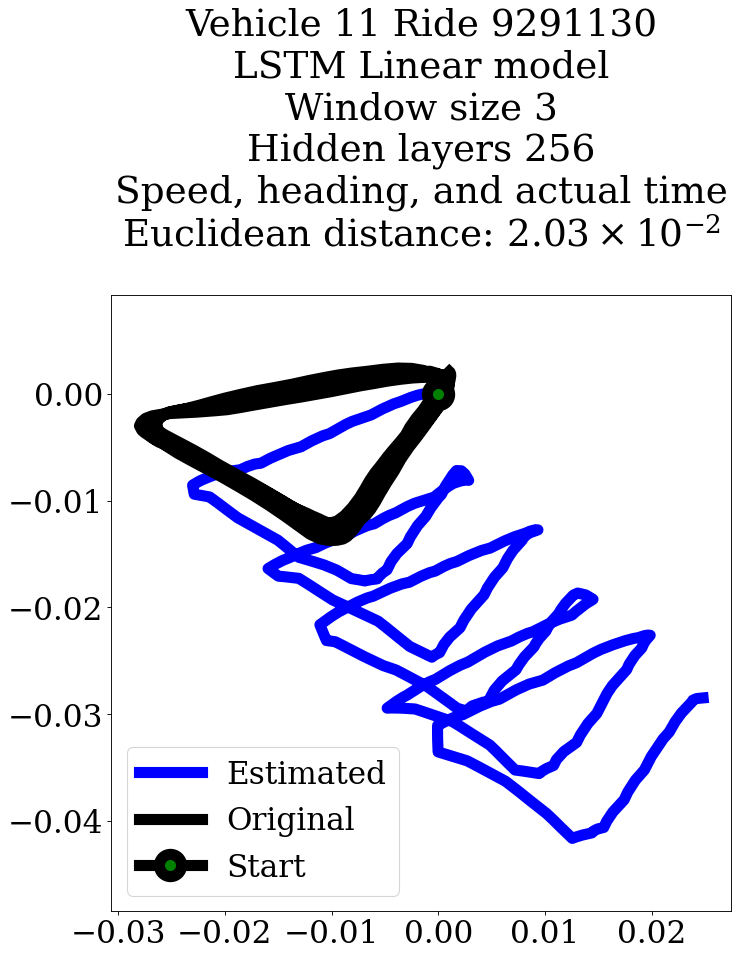 Vehicle 11 Ride 9291130
LSTM Linear model
Window size 3
Hidden layers 256
Speed, heading, and actual time
Euclidean distance: 2.03 × 10⁻²
0.00
−0.01
−0.02
−0.03
−0.04
Estimated
Original
Start
−0.03 −0.02 −0.01 0.00 0.01 0.02